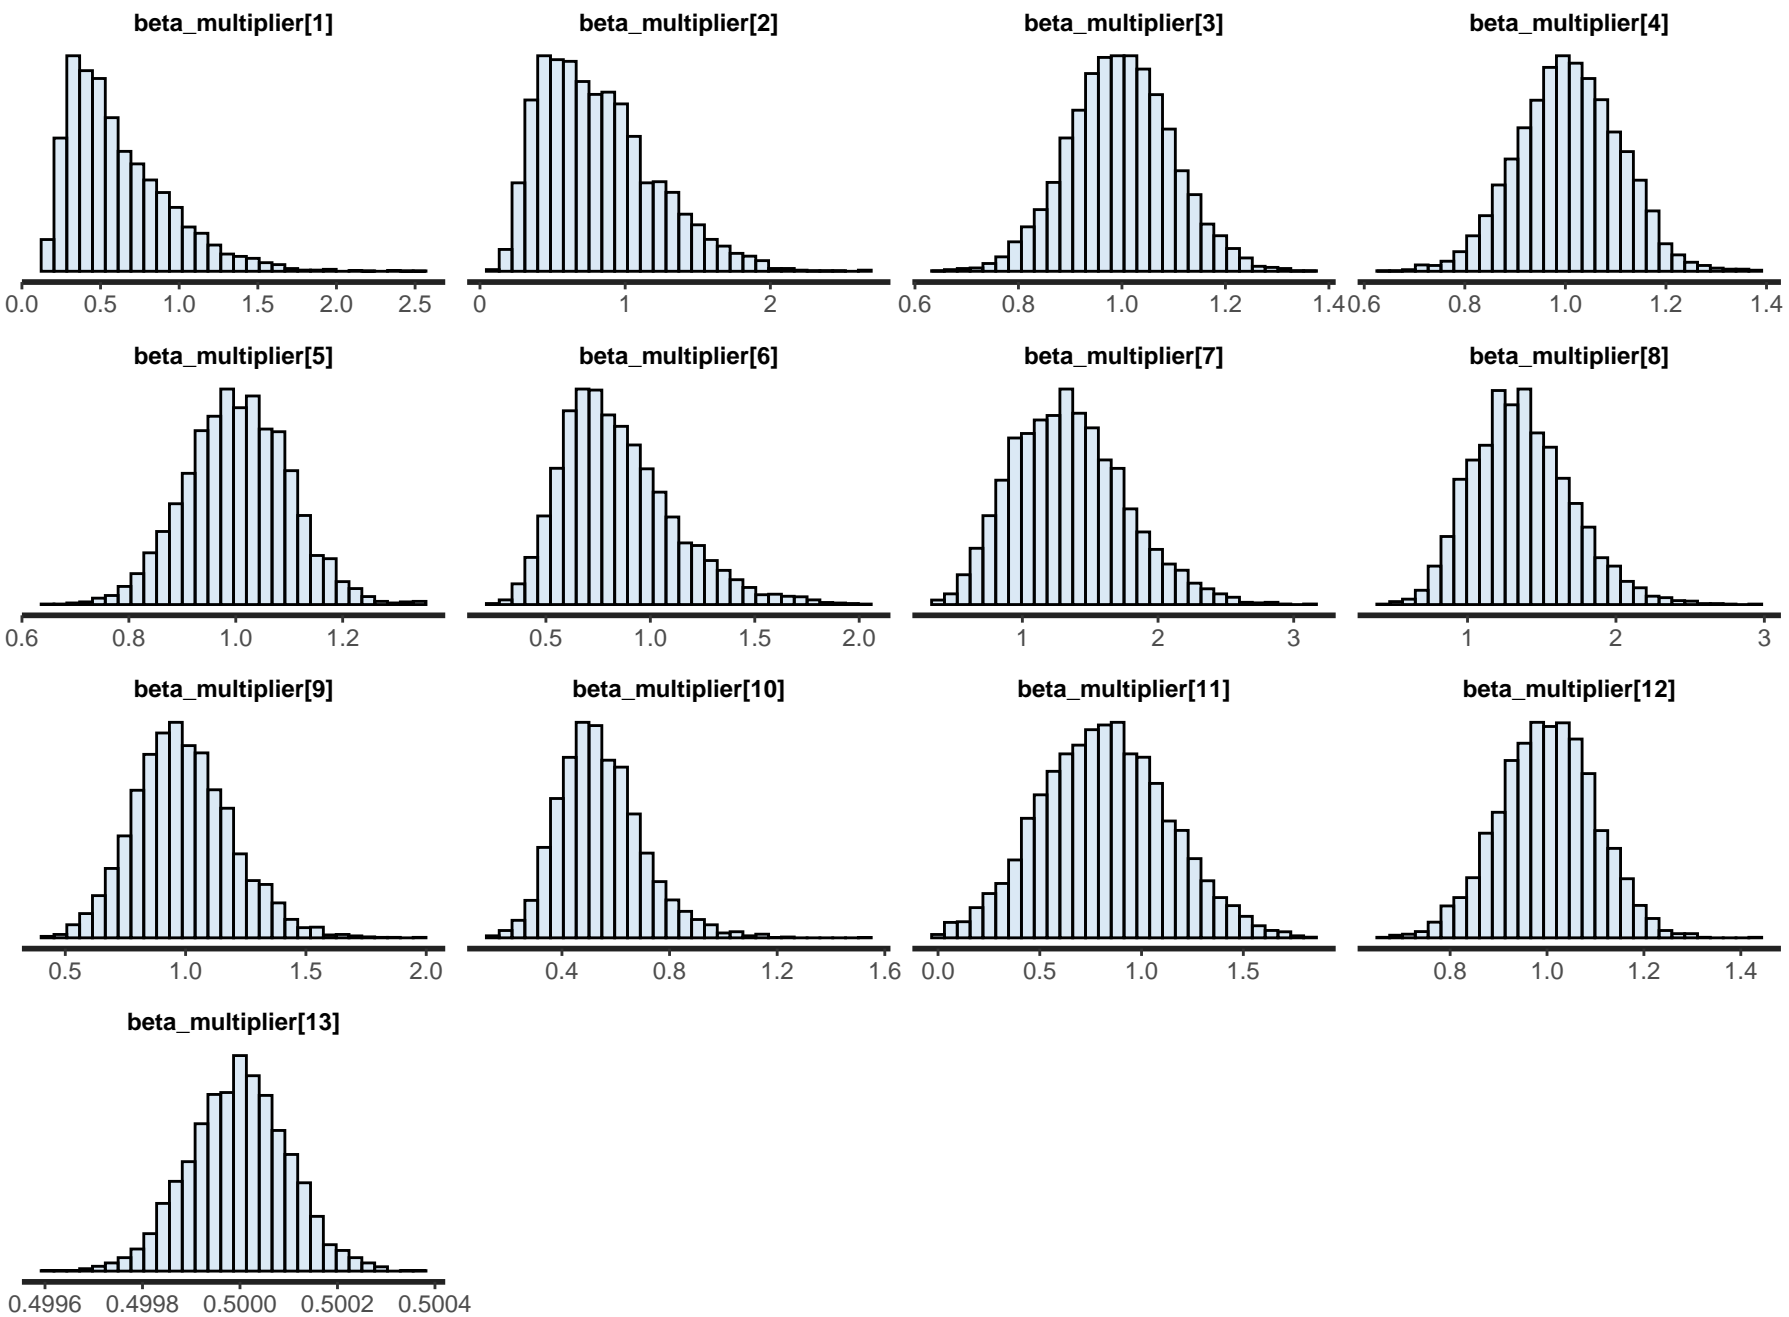 beta_multiplier[1] beta_multiplier[2] beta_multiplier[3] beta_multiplier[4]
0.0 0.5 1.0 1.5 2.0 2.5 0 1 2 0.6 0.8 1.0 1.2 1.4 0.6 0.8 1.0 1.2 1.4
beta_multiplier[5] beta_multiplier[6] beta_multiplier[7] beta_multiplier[8]
0.6 0.8 1.0 1.2 0.5 1.0 1.5 2.0 1 2 3 1 2 3
beta_multiplier[9] beta_multiplier[10] beta_multiplier[11] beta_multiplier[12]
0.5 1.0 1.5 2.0 0.4 0.8 1.2 1.6 0.0 0.5 1.0 1.5 0.8 1.0 1.2 1.4
beta_multiplier[13]
0.4996 0.4998 0.5000 0.5002 0.5004